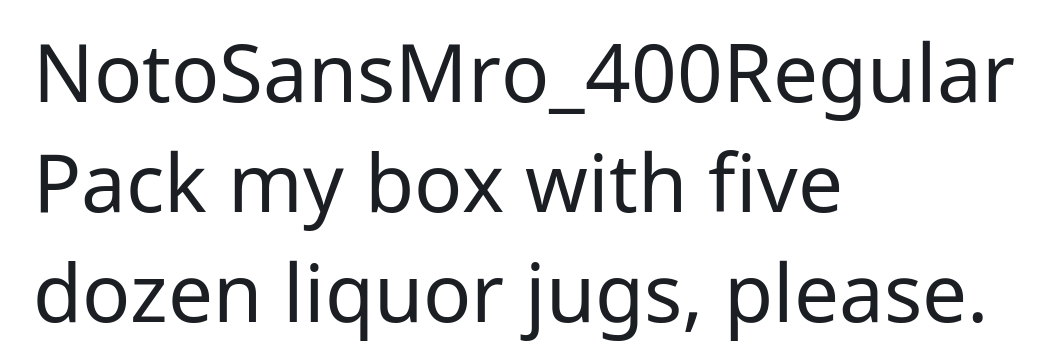 NotoSansMro_400Regular
Pack my box with five
dozen liquor jugs, please.